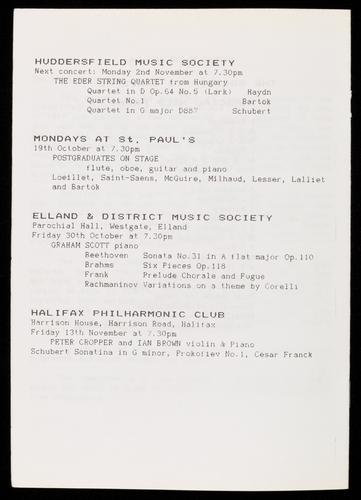 HUDDERSFIELD MUSIC SOCIETY
Next concert: Monday 2nd November at 7.30pm
THE EDER STRING QUARTET from Hungary
Quartet in D Op.64 No.5 (Lark) Haydn
Quartet No.1 Bartok
Quartet in G major D887 Schubert
MONDAYS AT St. PAUL'S
19th October at 7.30pm
POSTGRADUATES ON STAGE
flute, oboe, guitar and piano
Loeillet, Saint-Saens, McGuire, Milhaud, Lesser, Lalliet
and Bartok
ELLAND & DISTRICT MUSIC SOCIETY
Parochial Hall, Westgate, Elland
Friday 30th October at 7.30pm
GRAHAM SCOTT piano
Beethoven Sonata No.31 in A flat major Op.110
Brahms Six Pieces Op.118
Frank Prelude Chorale and Fugue
Rachmaninov Variations on a theme by Corelli
HALIFAX PHILHARMONIC CLUB
Harrison House, Harrison Road, Halifax
Friday 13th November at 7.30pm
PETER CROPPER and IAN BROWN violin & Piano
Schubert Sonatina in G minor, Prokofiev No.1, César Franck